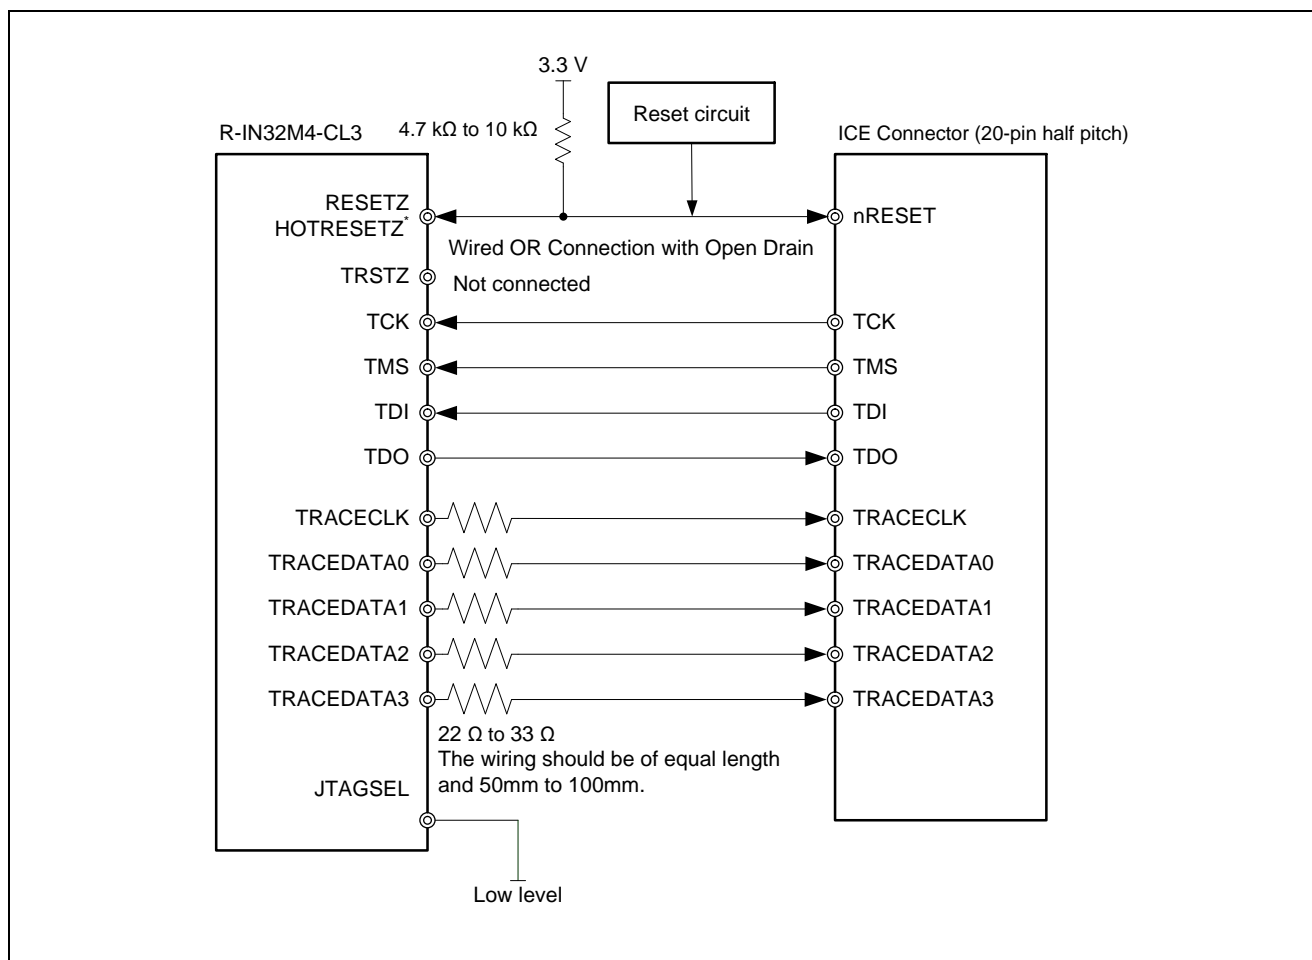 3.3 V
Reset circuit
4.7 kΩ to 10 kΩ
R-IN32M4-CL3
ICE Connector (20-pin half pitch)
RESETZ
HOTRESETZ*
nRESET
Wired OR Connection with Open Drain
TRSTZ
Not connected
TCK
TCK
TMS
TMS
TDI
TDI
TDO
TDO
TRACECLK
TRACECLK
TRACEDATA0
TRACEDATA0
TRACEDATA1
TRACEDATA1
TRACEDATA2
TRACEDATA2
TRACEDATA3
TRACEDATA3
22 Ω to 33 Ω
The wiring should be of equal length
and 50mm to 100mm.
JTAGSEL
Low level